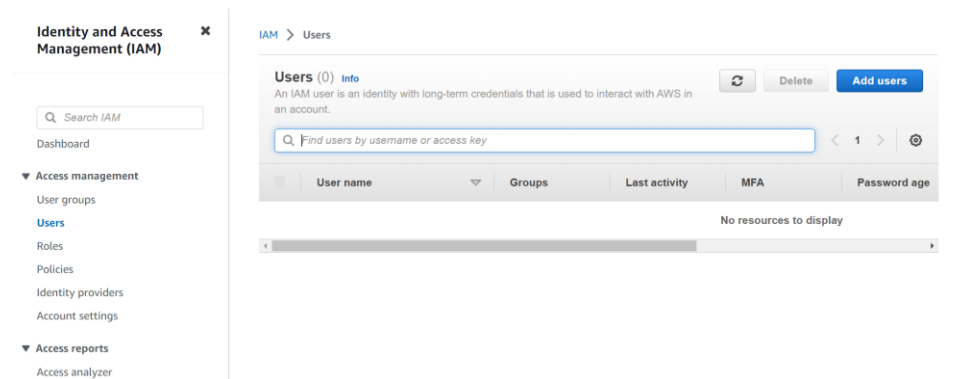 Identity and Access
Management (IAM)
Search IAM
Dashboard
Access management
User groups
Users
Roles
Policies
Identity providers
Account settings
Access reports
Access analyzer
IAM > Users
Users (0) Info
An IAM user is an identity with long-term credentials that is used to interact with AWS in
an account.
Delete
Add users
Find users by username or access key
1
User name Groups Last activity MFA Password age
No resources to display